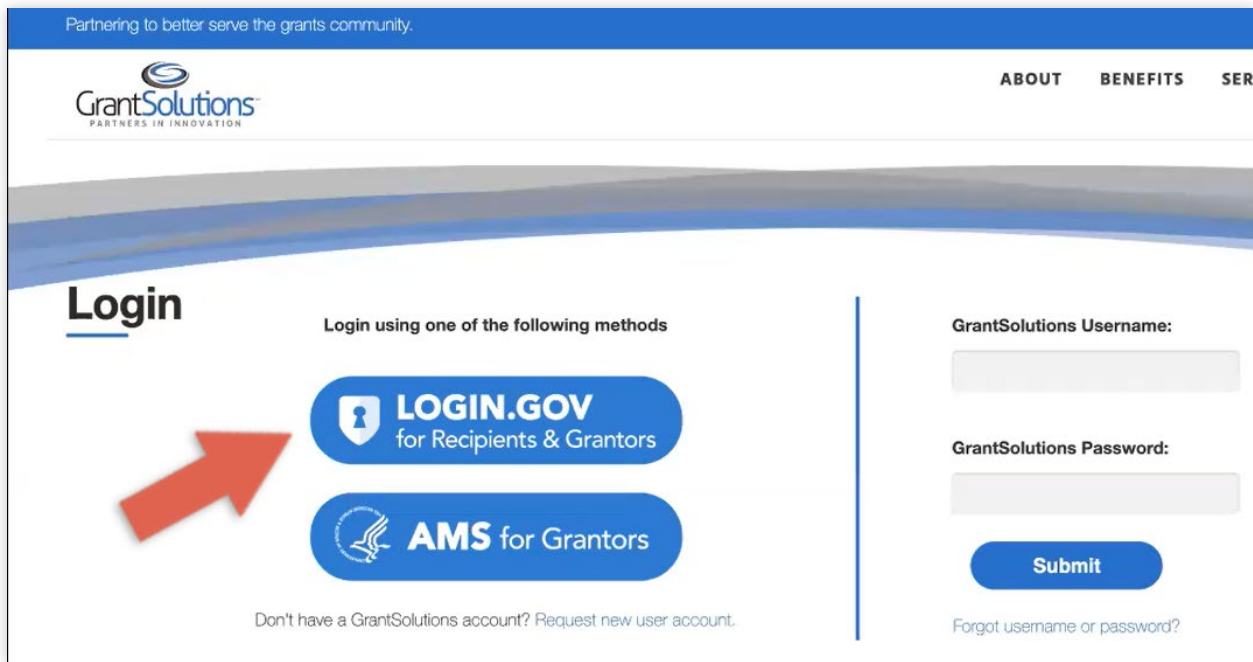 Partnering to better serve the grants community.
GrantSolutions
PARTNERS IN INNOVATION
ABOUT BENEFITS SER
Login
Login using one of the following methods
LOGIN.GOV
for Recipients & Grantors
AMS for Grantors
Don't have a GrantSolutions account? Request new user account.
GrantSolutions Username:
GrantSolutions Password:
Submit
Forgot username or password?